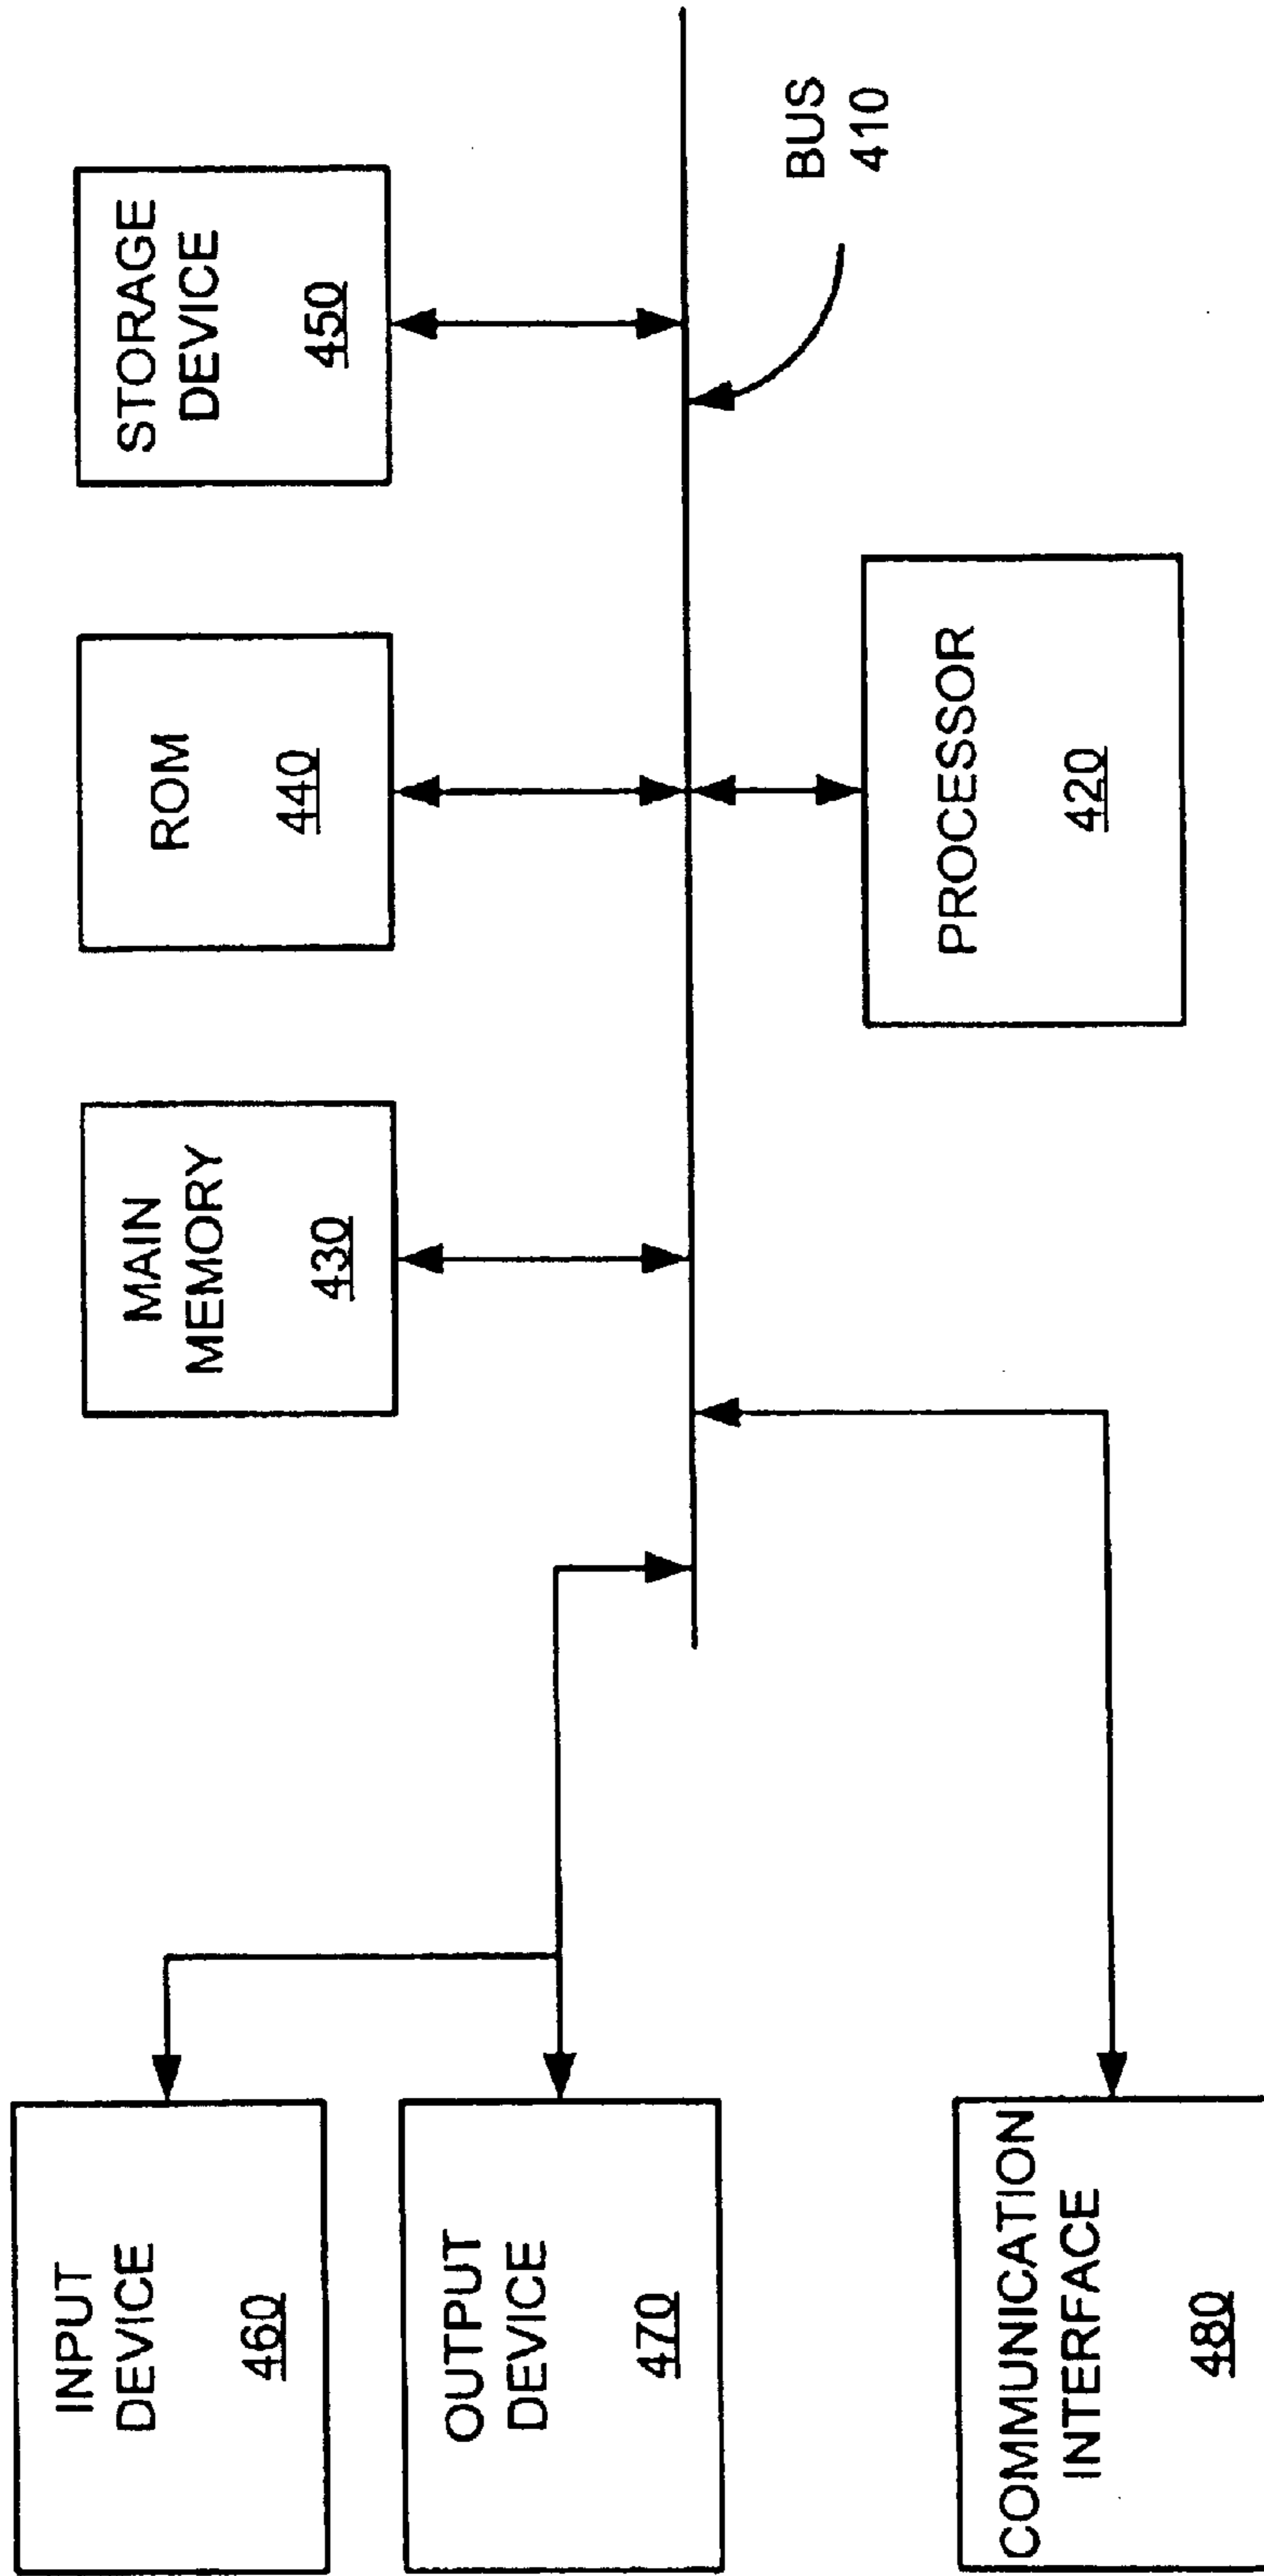 INPUT
DEVICE
460
OUTPUT
DEVICE
470
COMMUNICATION
INTERFACE
480
MAIN
MEMORY
430
ROM
440
STORAGE
DEVICE
450
PROCESSOR
420
BUS
410